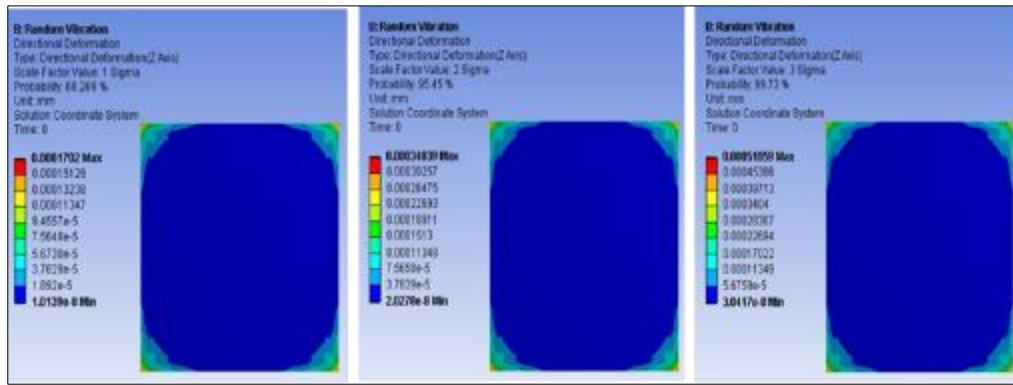 B: Random Vibration
Directional Deformation
Type: Directional Deformation(Z Axis)
Scale Factor Value: 1 Sigma
Probability: 68.269 %
Unit: mm
Solution Coordinate System
Time: 0
0.0001702 Max
0.00015129
0.00013238
0.00011347
9.4557e-5
7.5648e-5
5.6738e-5
3.7829e-5
1.892e-5
1.0139e-8 Min
B: Random Vibration
Directional Deformation
Type: Directional Deformation(Z Axis)
Scale Factor Value: 2 Sigma
Probability: 95.45 %
Unit: mm
Solution Coordinate System
Time: 0
0.00034039 Max
0.00030257
0.00026475
0.00022693
0.00018911
0.0001513
0.00011348
7.5658e-5
3.7839e-5
2.0278e-8 Min
B: Random Vibration
Directional Deformation
Type: Directional Deformation(Z Axis)
Scale Factor Value: 3 Sigma
Probability: 99.73 %
Unit: mm
Solution Coordinate System
Time: 0
0.00051059 Max
0.00045386
0.00039713
0.0003404
0.00028367
0.00022694
0.00017022
0.00011349
5.6759e-5
3.0417e-8 Min